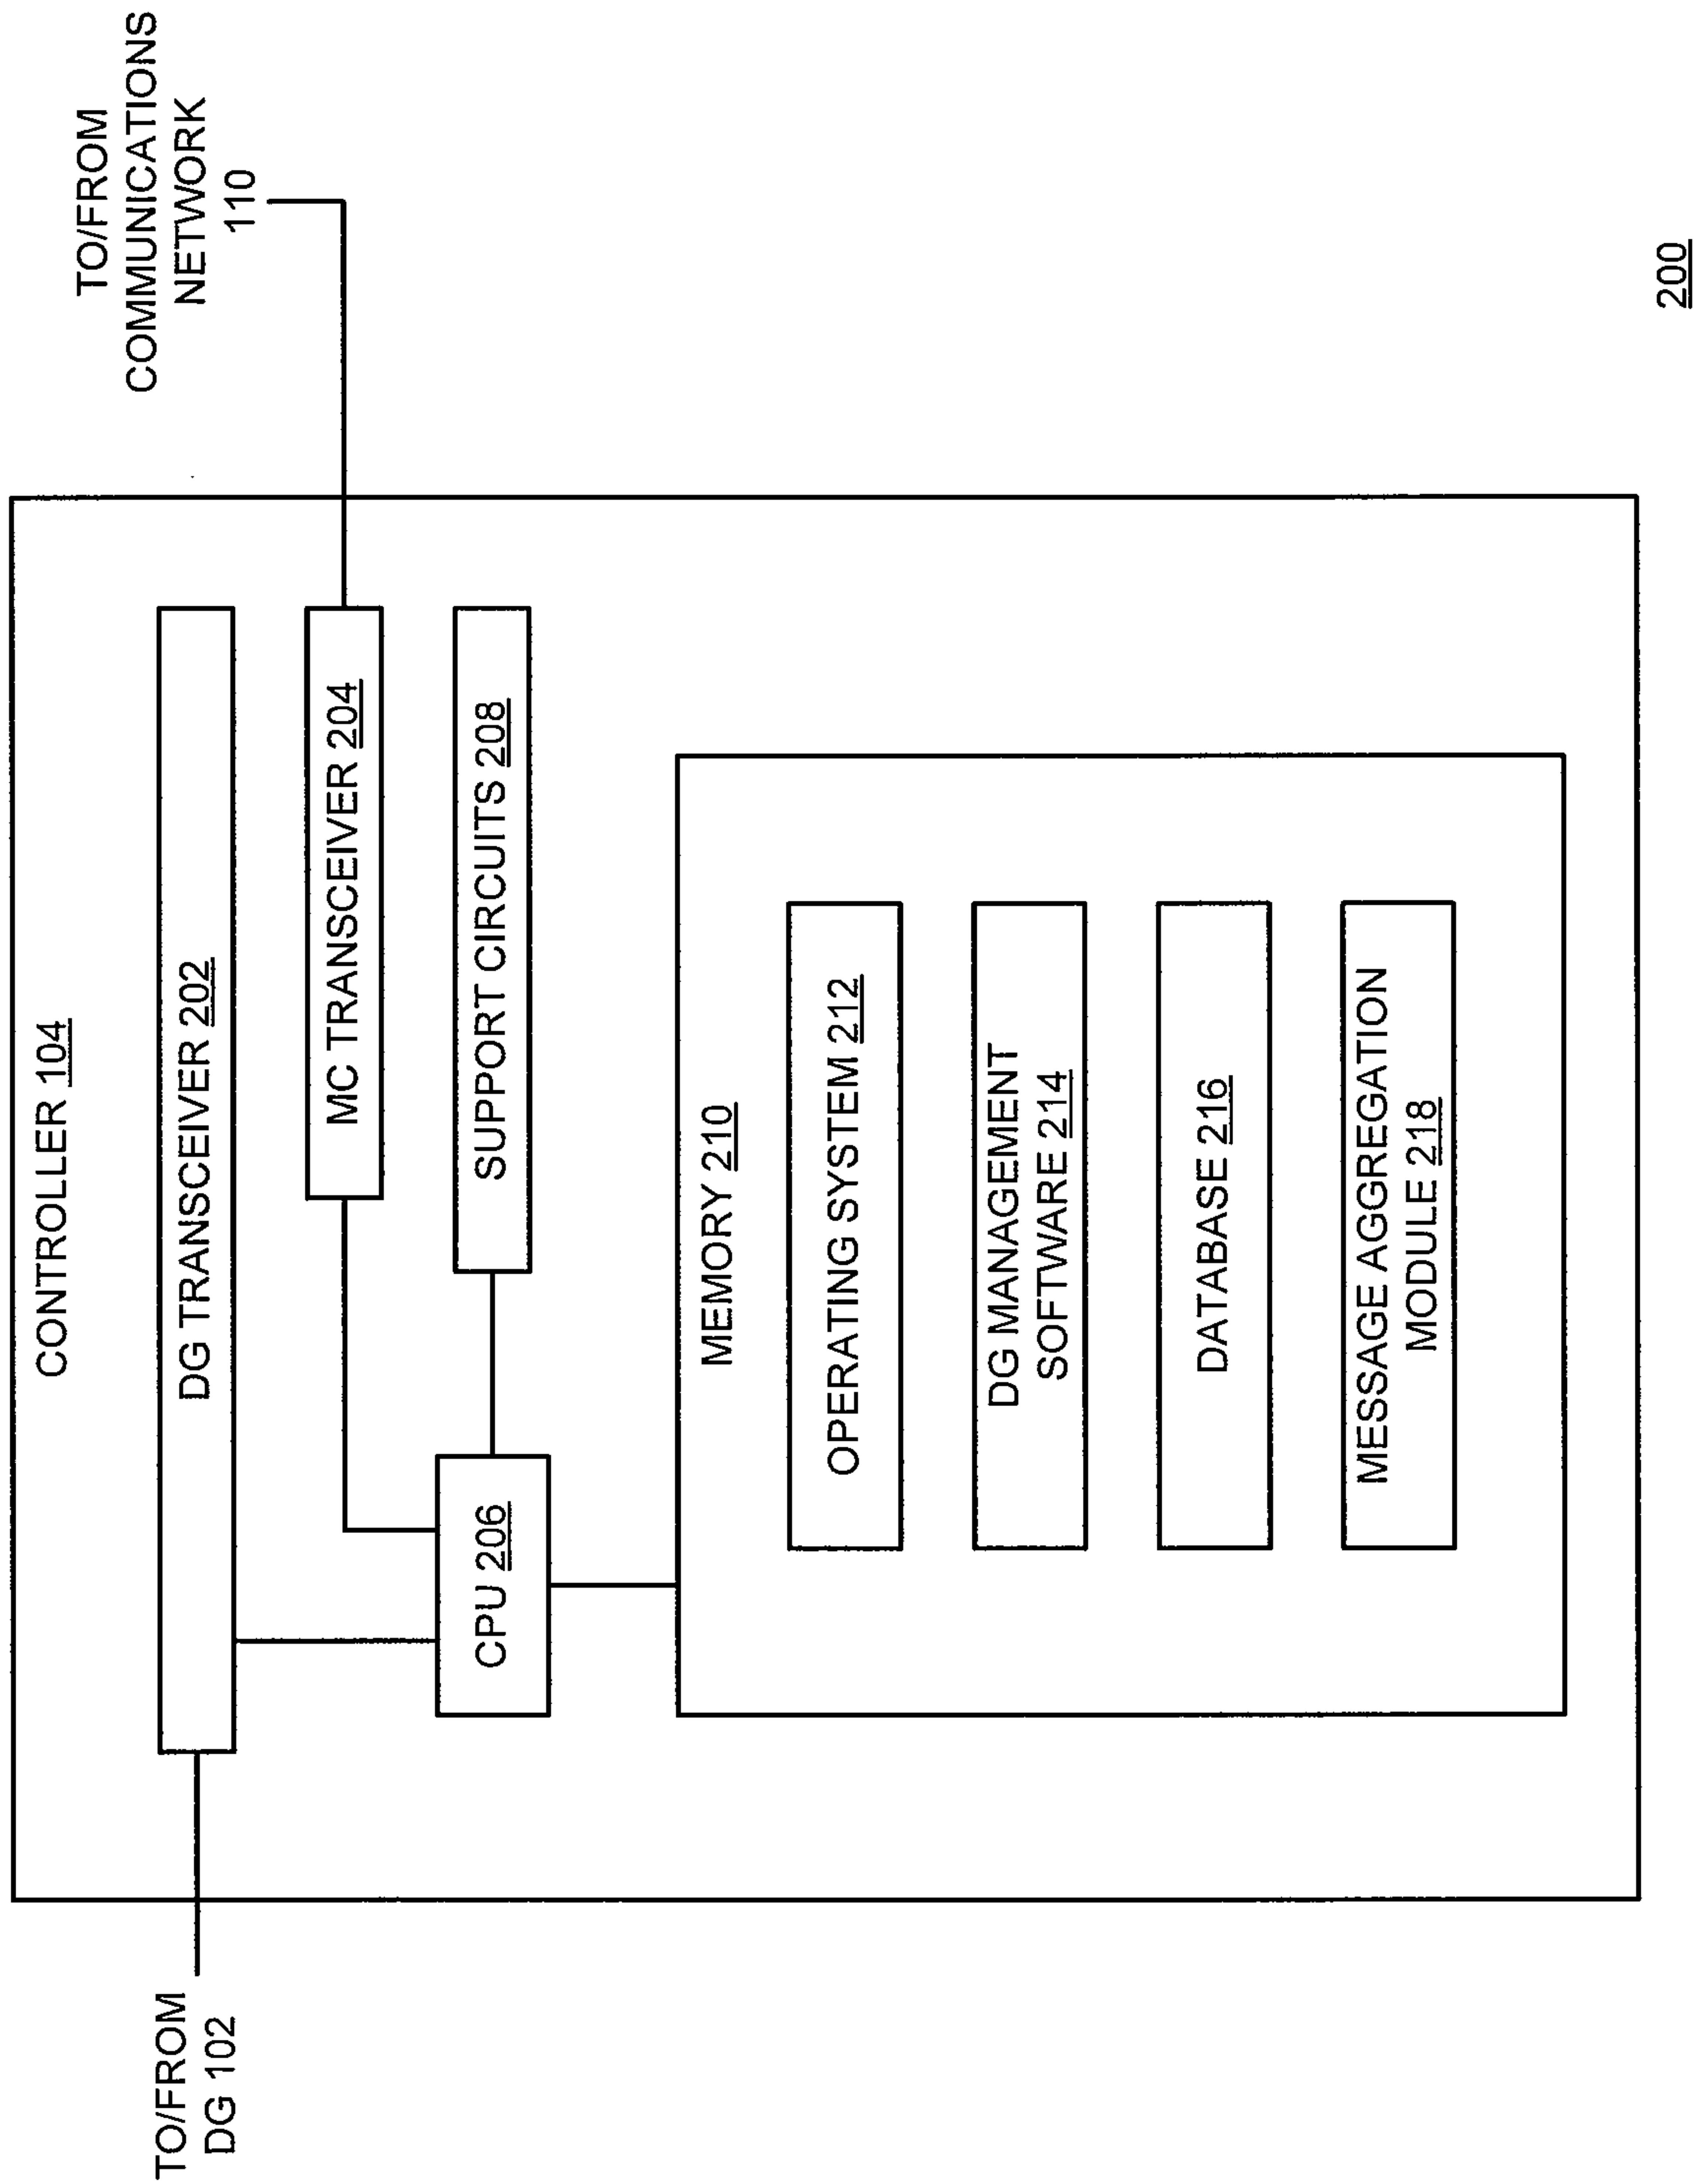 CONTROLLER 104
DG TRANSCEIVER 202
TO/FROM
DG 102
TO/FROM
COMMUNICATIONS
NETWORK
110
MC TRANSCEIVER 204
CPU 206
SUPPORT CIRCUITS 208
MEMORY 210
OPERATING SYSTEM 212
DG MANAGEMENT
SOFTWARE 214
DATABASE 216
MESSAGE AGGREGATION
MODULE 218
200